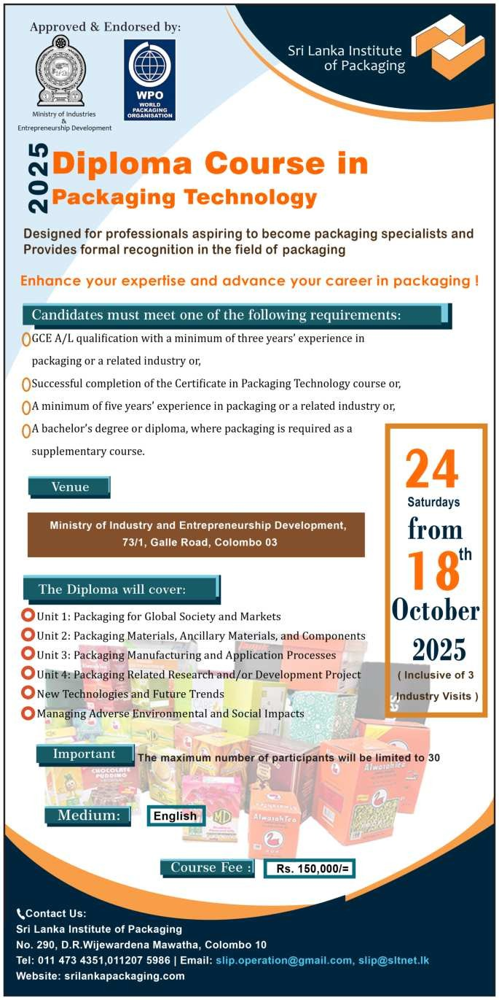 Approved & Endorsed by:
Ministry of Industries
&
Entrepreneurship Development
WPO
WORLD
PACKAGING
ORGANISATION
Sri Lanka Institute
of Packaging
2025
Diploma Course in
Packaging Technology
Designed for professionals aspiring to become packaging specialists and
Provides formal recognition in the field of packaging
Enhance your expertise and advance your career in packaging !
Candidates must meet one of the following requirements:
GCE A/L qualification with a minimum of three years’ experience in
packaging or a related industry or,
Successful completion of the Certificate in Packaging Technology course or,
A minimum of five years’ experience in packaging or a related industry or,
A bachelor’s degree or diploma, where packaging is required as a
supplementary course.
Venue
Ministry of Industry and Entrepreneurship Development,
73/1, Galle Road, Colombo 03
24
Saturdays
from
18th
October
2025
( Inclusive of 3
Industry Visits )
The Diploma will cover:
Unit 1: Packaging for Global Society and Markets
Unit 2: Packaging Materials, Ancillary Materials, and Components
Unit 3: Packaging Manufacturing and Application Processes
Unit 4: Packaging Related Research and/or Development Project
New Technologies and Future Trends
Managing Adverse Environmental and Social Impacts
Important
The maximum number of participants will be limited to 30
AlwazahTea
CHOCOLATE
PUDDING
MD
AlwazahTea
Medium:
English
Course Fee :
Rs. 150,000/=
Contact Us:
Sri Lanka Institute of Packaging
No. 290, D.R.Wijewardena Mawatha, Colombo 10
Tel: 011 473 4351,011207 5986 | Email: slip.operation@gmail.com, slip@sltnet.lk
Website: srilankapackaging.com